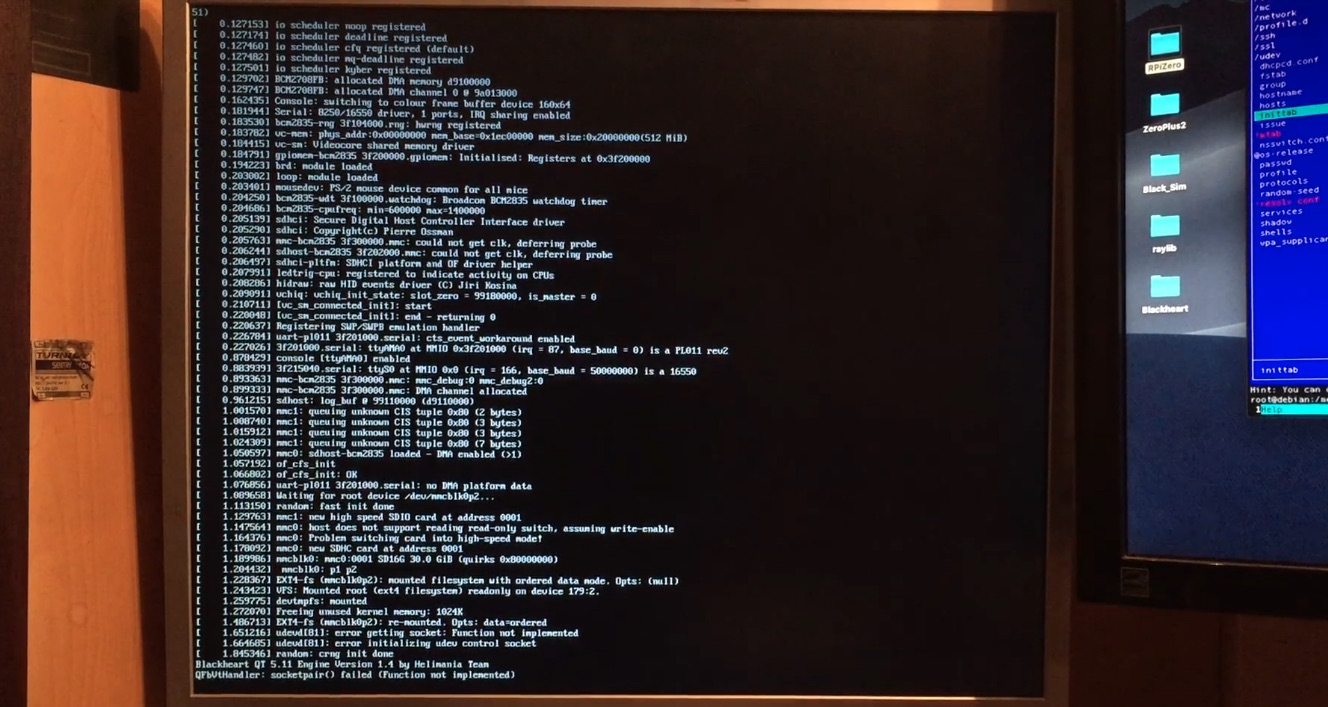 51)
[    0.127153] io scheduler noop registered
[    0.127174] io scheduler deadline registered
[    0.127460] io scheduler cfq registered (default)
[    0.127482] io scheduler mq-deadline registered
[    0.127501] io scheduler kyber registered
[    0.129702] BCM2708FB: allocated DMA memory d9100000
[    0.129747] BCM2708FB: allocated DMA channel 0 @ 9a013000
[    0.162435] Console: switching to colour frame buffer device 160x64
[    0.181944] Serial: 8250/16550 driver, 1 ports, IRQ sharing enabled
[    0.183530] bcm2835-rng 3f104000.rng: hwrng registered
[    0.183782] vc-mem: phys_addr:0x00000000 mem_base=0x1ec00000 mem_size:0x20000000(512 MiB)
[    0.184415] vc-sm: Videocore shared memory driver
[    0.184791] gpiomem-bcm2835 3f200000.gpiomem: Initialised: Registers at 0x3f200000
[    0.194223] brd: module loaded
[    0.203002] loop: module loaded
[    0.203401] mousedev: PS/2 mouse device common for all mice
[    0.204250] bcm2835-wdt 3f100000.watchdog: Broadcom BCM2835 watchdog timer
[    0.204686] bcm2835-cpufreq: min=600000 max=1400000
[    0.205139] sdhci: Secure Digital Host Controller Interface driver
[    0.205290] sdhci: Copyright(c) Pierre Ossman
[    0.205763] mmc-bcm2835 3f300000.mmc: could not get clk, deferring probe
[    0.206244] sdhost-bcm2835 3f202000.mmc: could not get clk, deferring probe
[    0.206497] sdhci-pltfm: SDHCI platform and OF driver helper
[    0.207991] ledtrig-cpu: registered to indicate activity on CPUs
[    0.208286] hidraw: raw HID events driver (C) Jiri Kosina
[    0.209091] vchiq: vchiq_init_state: slot_zero = 99180000, is_master = 0
[    0.210711] [vc_sm_connected_init]: start
[    0.220048] [vc_sm_connected_init]: end - returning 0
[    0.220637] Registering SWP/SWPB emulation handler
[    0.226784] uart-pl011 3f201000.serial: cts_event_workaround enabled
[    0.227026] 3f201000.serial: ttyAMA0 at MMIO 0x3f201000 (irq = 87, base_baud = 0) is a PL011 rev2
[    0.878429] console [ttyAMA0] enabled
[    0.883939] 3f215040.serial: ttyS0 at MMIO 0x0 (irq = 166, base_baud = 50000000) is a 16550
[    0.893363] mmc-bcm2835 3f300000.mmc: mmc_debug:0 mmc_debug2:0
[    0.899333] mmc-bcm2835 3f300000.mmc: DMA channel allocated
[    0.961215] sdhost: log_buf @ 99110000 (d9110000)
[    1.001570] mmc1: queuing unknown CIS tuple 0x80 (2 bytes)
[    1.008740] mmc1: queuing unknown CIS tuple 0x80 (3 bytes)
[    1.015912] mmc1: queuing unknown CIS tuple 0x80 (3 bytes)
[    1.024309] mmc1: queuing unknown CIS tuple 0x80 (7 bytes)
[    1.050597] mmc0: sdhost-bcm2835 loaded - DMA enabled (>1)
[    1.057192] of_cfs_init
[    1.066802] of_cfs_init: OK
[    1.076856] uart-pl011 3f201000.serial: no DMA platform data
[    1.089658] Waiting for root device /dev/mmcblk0p2...
[    1.113150] random: fast init done
[    1.129763] mmc1: new high speed SDIO card at address 0001
[    1.147564] mmc0: host does not support reading read-only switch, assuming write-enable
[    1.164376] mmc0: Problem switching card into high-speed mode!
[    1.178092] mmc0: new SDHC card at address 0001
[    1.189986] mmcblk0: mmc0:0001 SD16G 30.0 GiB (quirks 0x80000000)
[    1.204432]  mmcblk0: p1 p2
[    1.228367] EXT4-fs (mmcblk0p2): mounted filesystem with ordered data mode. Opts: (null)
[    1.243423] VFS: Mounted root (ext4 filesystem) readonly on device 179:2.
[    1.259775] devtmpfs: mounted
[    1.272070] Freeing unused kernel memory: 1024K
[    1.486713] EXT4-fs (mmcblk0p2): re-mounted. Opts: data=ordered
[    1.651216] udevd[81]: error getting socket: Function not implemented
[    1.664685] udevd[81]: error initializing udev control socket
[    1.845346] random: crng init done
Blackheart QT 5.11 Engine Version 1.4 by Helimania Team
QFbVtHandler: socketpair() failed (Function not implemented)
TURNIGY
RPiZero
ZeroPlus2
Black_Sim
raylib
Blackheart
/mc
/network
/profile.d
/ssh
/ssl
/udev
dhcpcd.conf
fstab
group
hostname
hosts
inittab
issue
mtab
nsswitch.conf
@os-release
passwd
profile
protocols
random-seed
resolv.conf
services
shadow
shells
wpa_supplican
inittab
Hint: You can
root@debian:/m
1Help